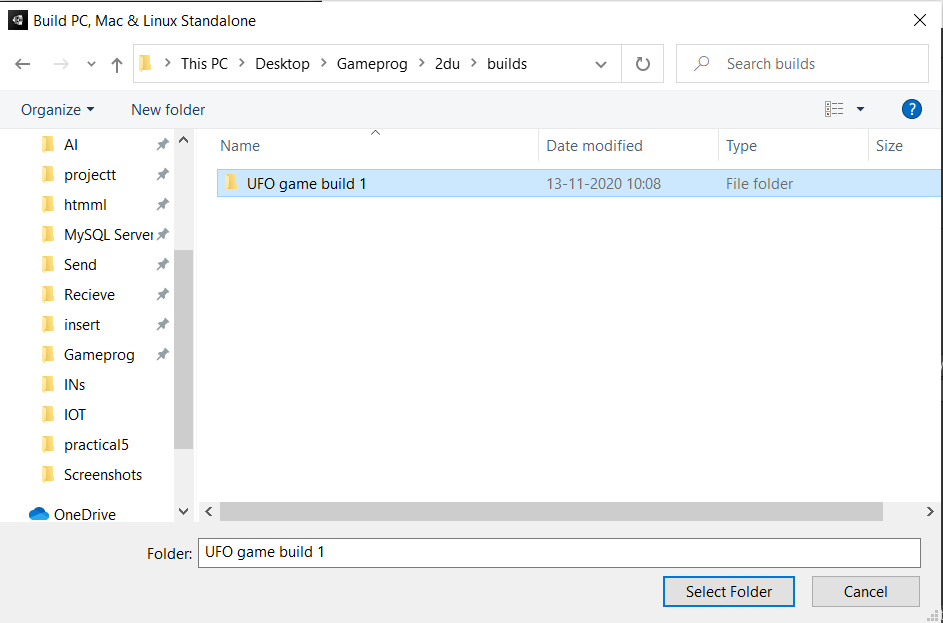 Build PC, Mac & Linux Standalone
This PC > Desktop > Gameprog > 2du > builds
Search builds
Organize
New folder
?
Name
Date modified
Type
Size
UFO game build 1
13-11-2020 10:08
File folder
AI
projectt
htmml
MySQL Server
Send
Recieve
insert
Gameprog
INs
IOT
practical5
Screenshots
OneDrive
Folder: UFO game build 1
Select Folder
Cancel